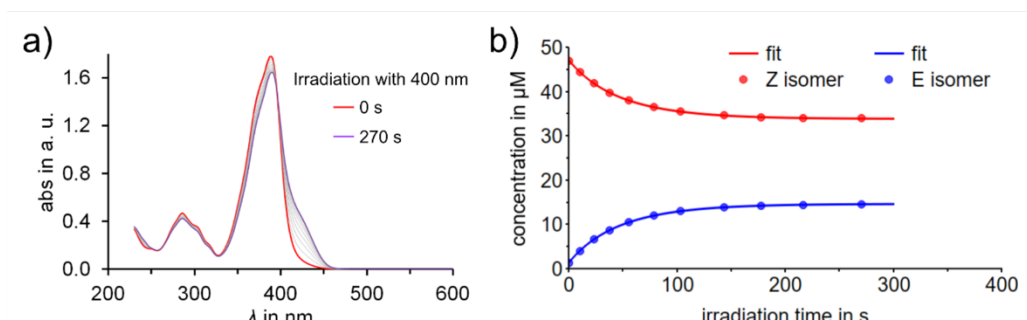 a)
abs in a. u.
1.6
1.2
0.8
0.4
0.0
200
300
400
500
600
λ in nm
Irradiation with 400 nm
0 s
270 s
b)
concentration in µM
50
40
30
20
10
0
0
100
200
300
400
irradiation time in s
fit
fit
Z isomer
E isomer